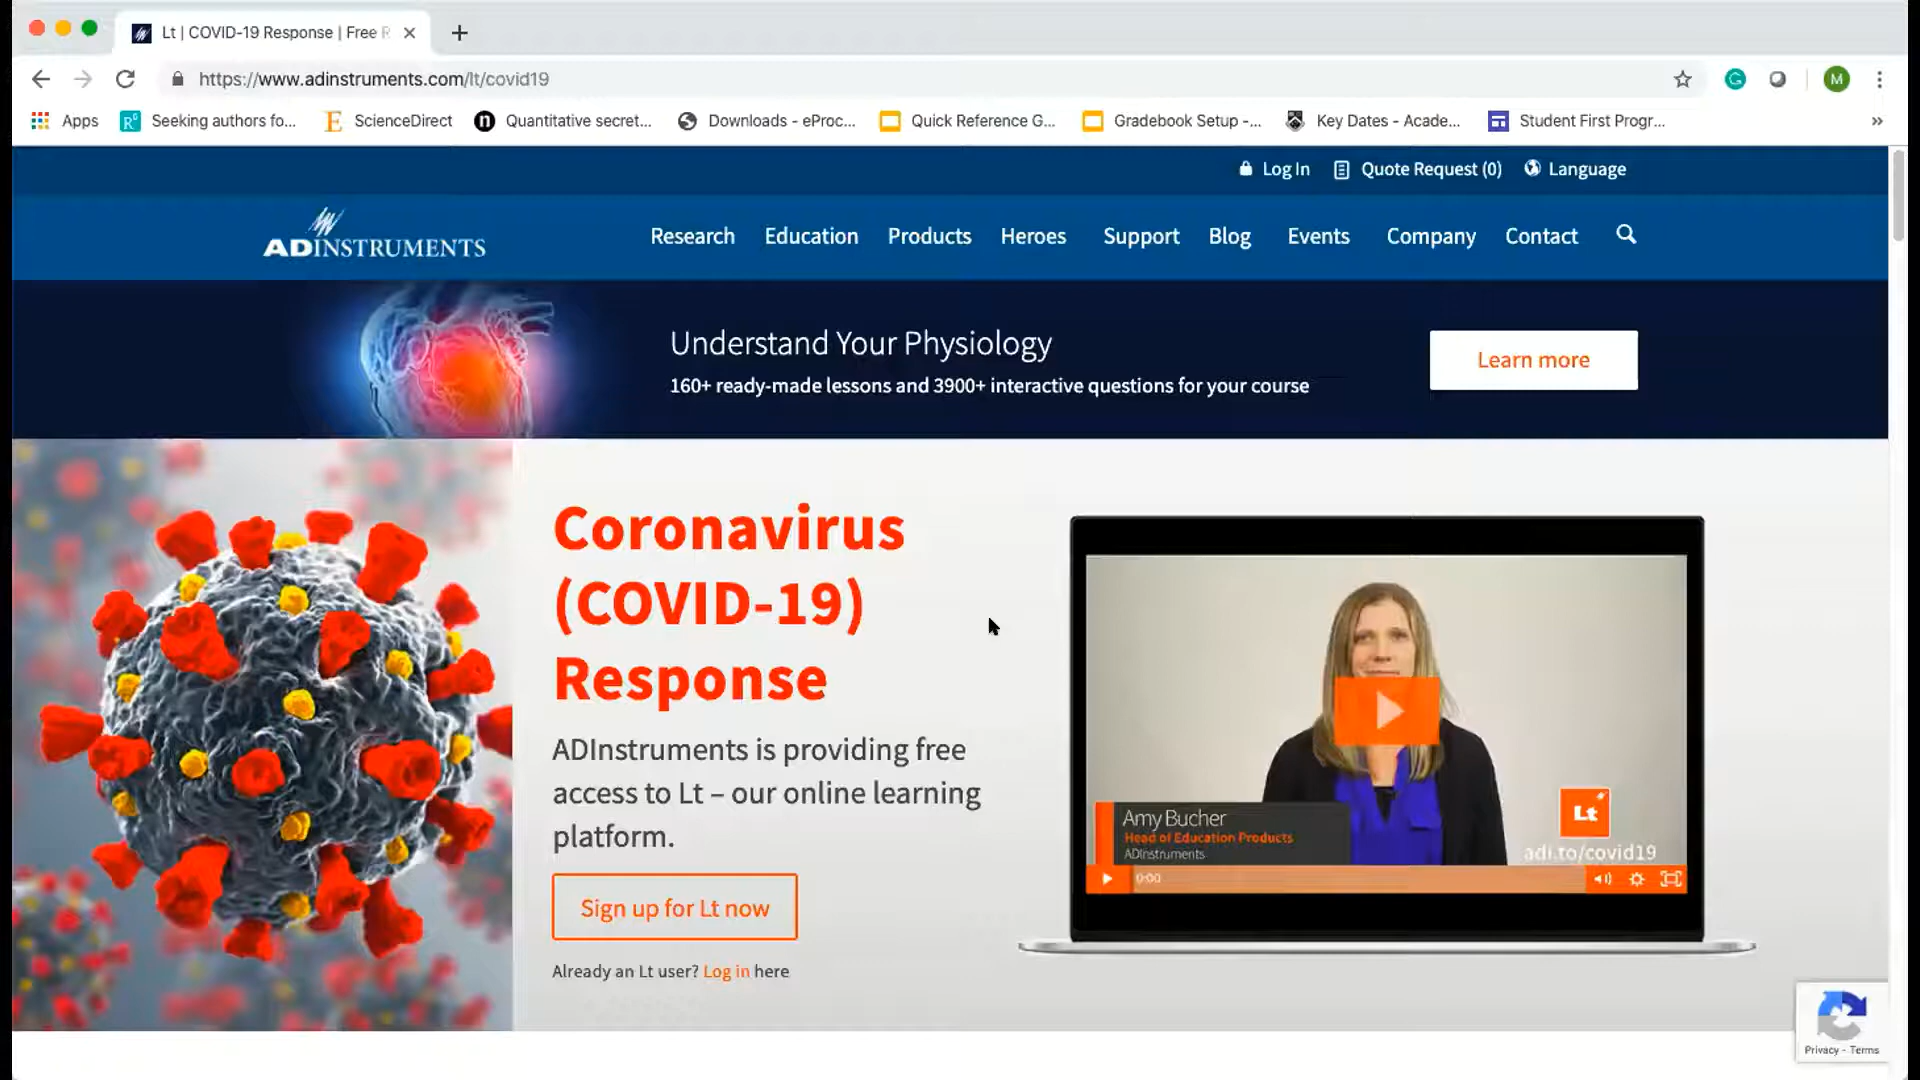 Lt | COVID-19 Response | Free R
https://www.adinstruments.com/lt/covid19
M
Apps
Seeking authors fo...
ScienceDirect
Quantitative secret...
Downloads - eProc...
Quick Reference G...
Gradebook Setup -...
Key Dates - Acade...
Student First Progr...
»
Log In
Quote Request (0)
Language
ADINSTRUMENTS
Research
Education
Products
Heroes
Support
Blog
Events
Company
Contact
Understand Your Physiology
160+ ready-made lessons and 3900+ interactive questions for your course
Learn more
Coronavirus
(COVID-19)
Response
ADInstruments is providing free
access to Lt – our online learning
platform.
Sign up for Lt now
Already an Lt user? Log in here
Amy Bucher
Head of Education Products
ADInstruments
Lt
adi.to/covid19
0:00
Privacy - Terms